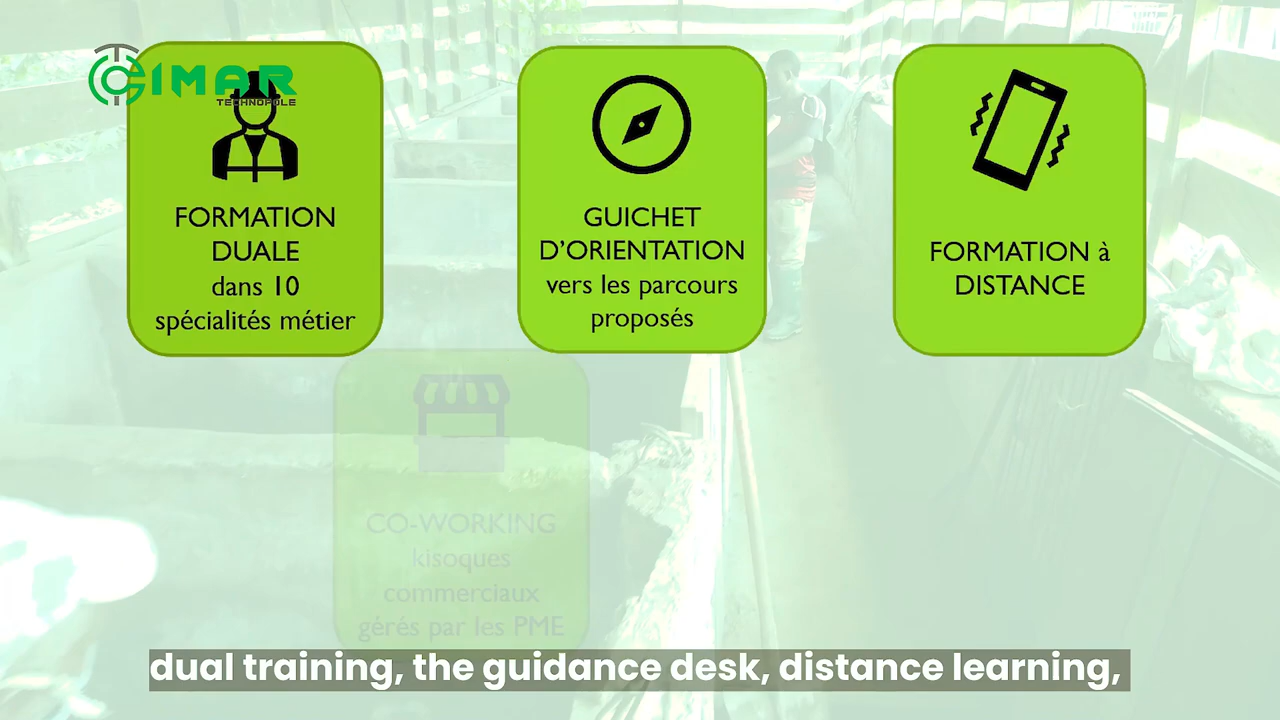 GIMAR
TECHNOPOLE
FORMATION
DUALE
dans 10
spécialités métier
GUICHET
D'ORIENTATION
vers les parcours
proposés
FORMATION à
DISTANCE
CO-WORKING
kisoques
commerciaux
gérés par les PME
dual training, the guidance desk, distance learning,